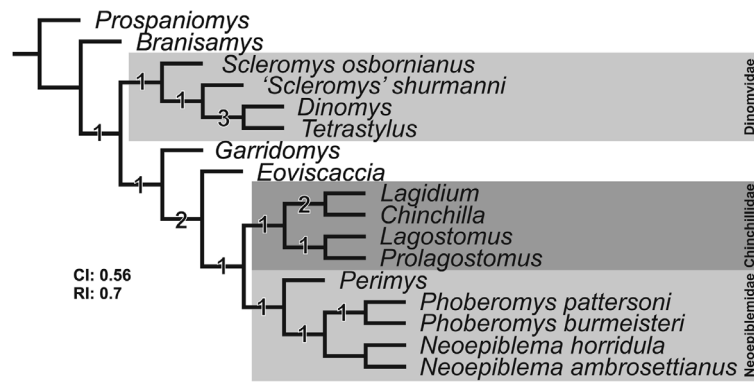 Prospaniomys
Branisamys
Scleromys osbornianus
1
'Scleromys' shurmanni
1
Dinomys
3
Tetrastylus
Dinomyidae
1
Garridomys
1
Eoviscaccia
2
Lagidium
2
Chinchilla
1
Lagostomus
1
Prolagostomus
Chinchillidae
1
CI: 0.56
RI: 0.7
Perimys
1
Phoberomys pattersoni
1
Phoberomys burmeisteri
1
Neoepiblema horridula
Neoepiblema ambrosettianus
Neoepiblemidae